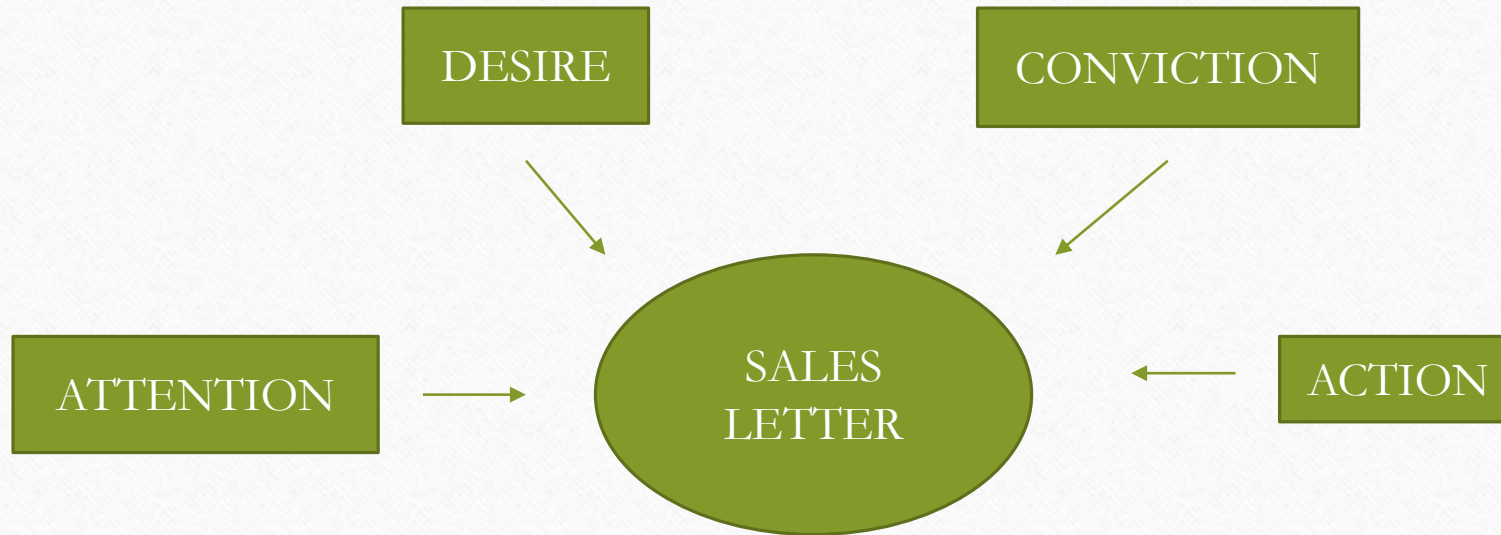 DESIRE
CONVICTION
ATTENTION
SALES
LETTER
ACTION